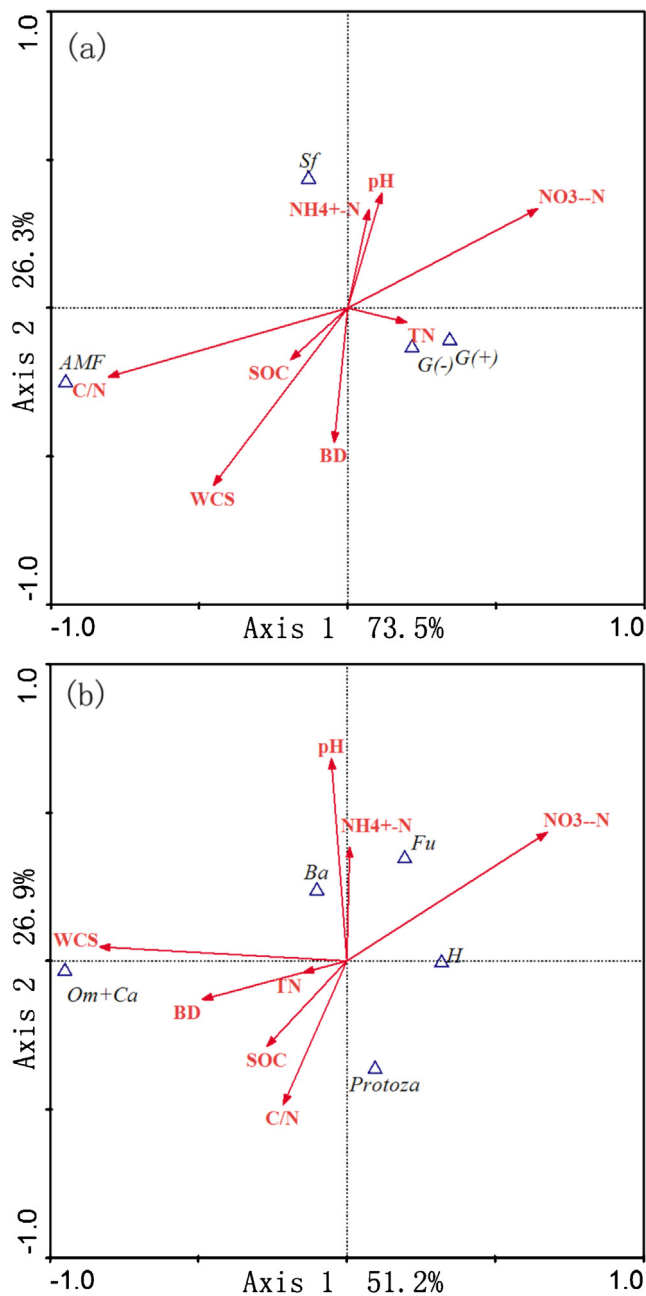 1.0
(a)
Sf
pH
NH4+-N
NO3--N
Axis 2 26.3%
TN
AMF
SOC
G(-)
G(+)
C/N
BD
WCS
-1.0
-1.0
Axis 1 73.5%
1.0
1.0
(b)
pH
NH4+-N
NO3--N
Fu
Ba
Axis 2 26.9%
WCS
H
Om+Ca
TN
BD
SOC
Protoza
C/N
-1.0
-1.0
Axis 1 51.2%
1.0